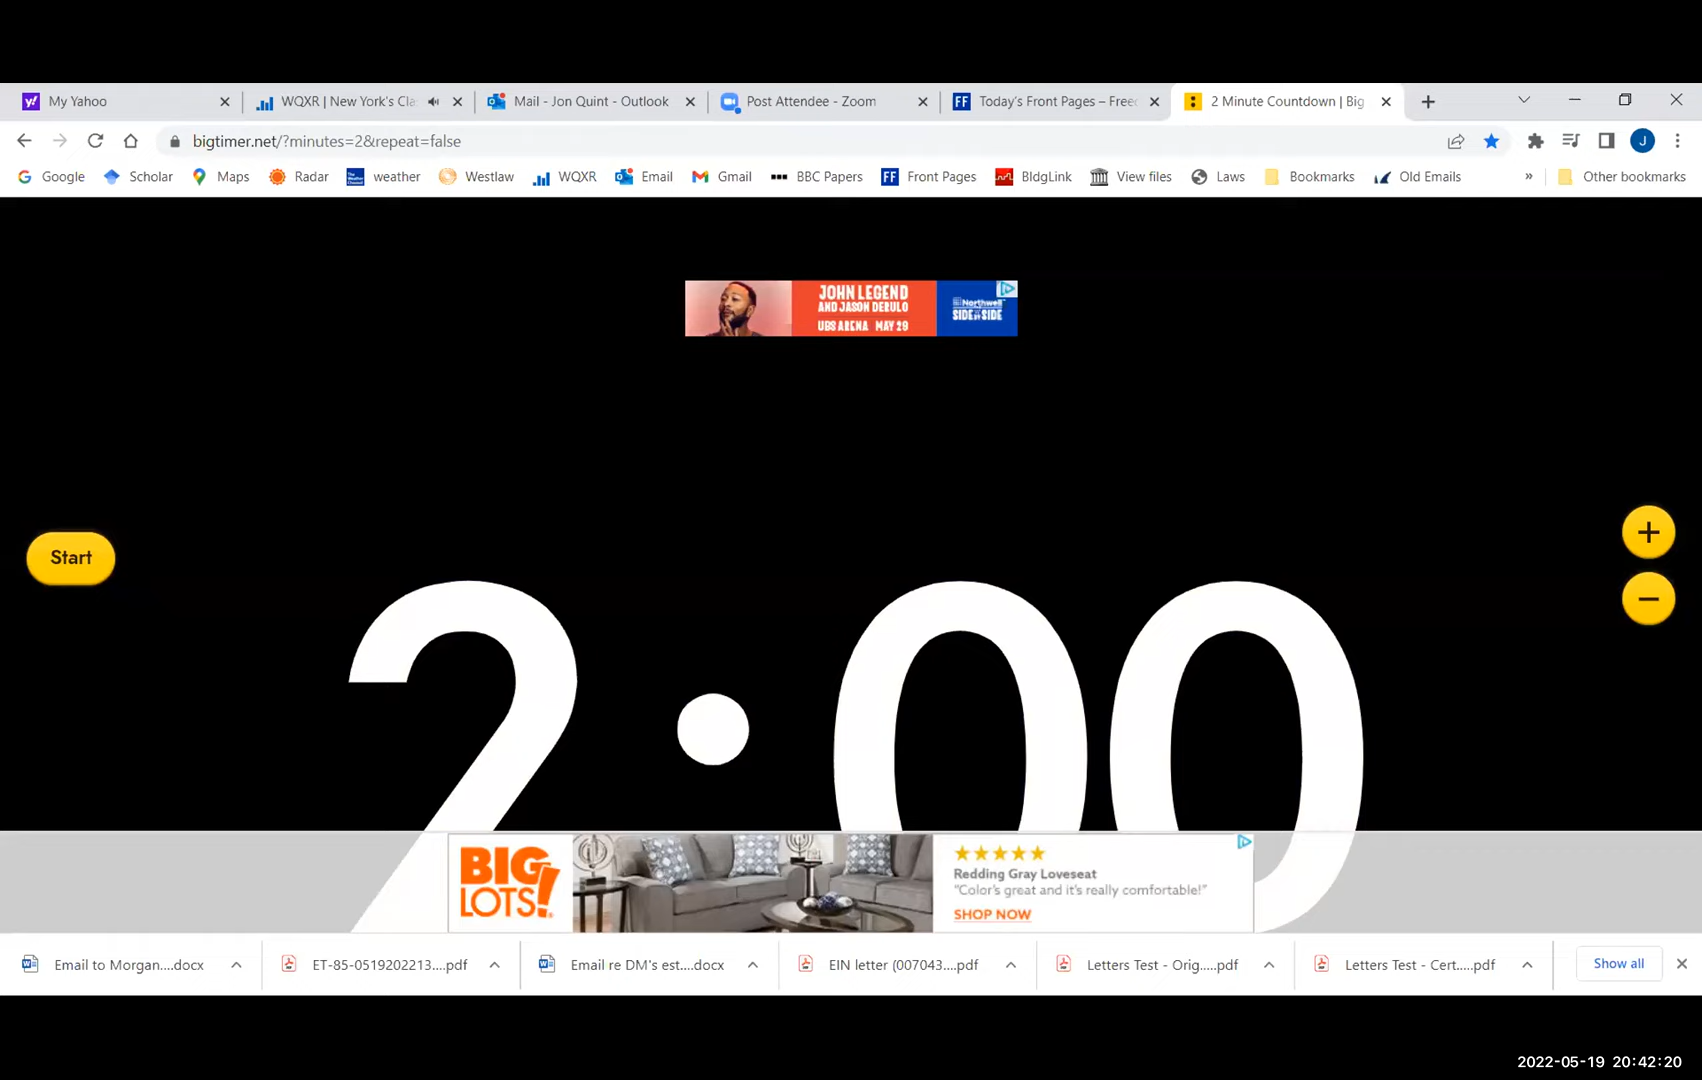 My Yahoo
WQXR | New York's Cla
Mail - Jon Quint - Outlook
Post Attendee - Zoom
FF Today's Front Pages – Freed
2 Minute Countdown | Big
bigtimer.net/?minutes=2&repeat=false
J
Google
Scholar
Maps
Radar
weather
Westlaw
WQXR
Email
Gmail
BBC Papers
FF Front Pages
BldgLink
View files
Laws
Bookmarks
Old Emails
»
Other bookmarks
JOHN LEGEND
AND JASON DERULO
UBS ARENA MAY 29
Northwell
SIDE BY SIDE
Start
+
−
2:00
BIG
LOTS!
Redding Gray Loveseat
“Color's great and it's really comfortable!”
SHOP NOW
Email to Morgan....docx
ET-85-0519202213....pdf
Email re DM's est....docx
EIN letter (007043....pdf
Letters Test - Orig.....pdf
Letters Test - Cert.....pdf
Show all
2022-05-19 20:42:20